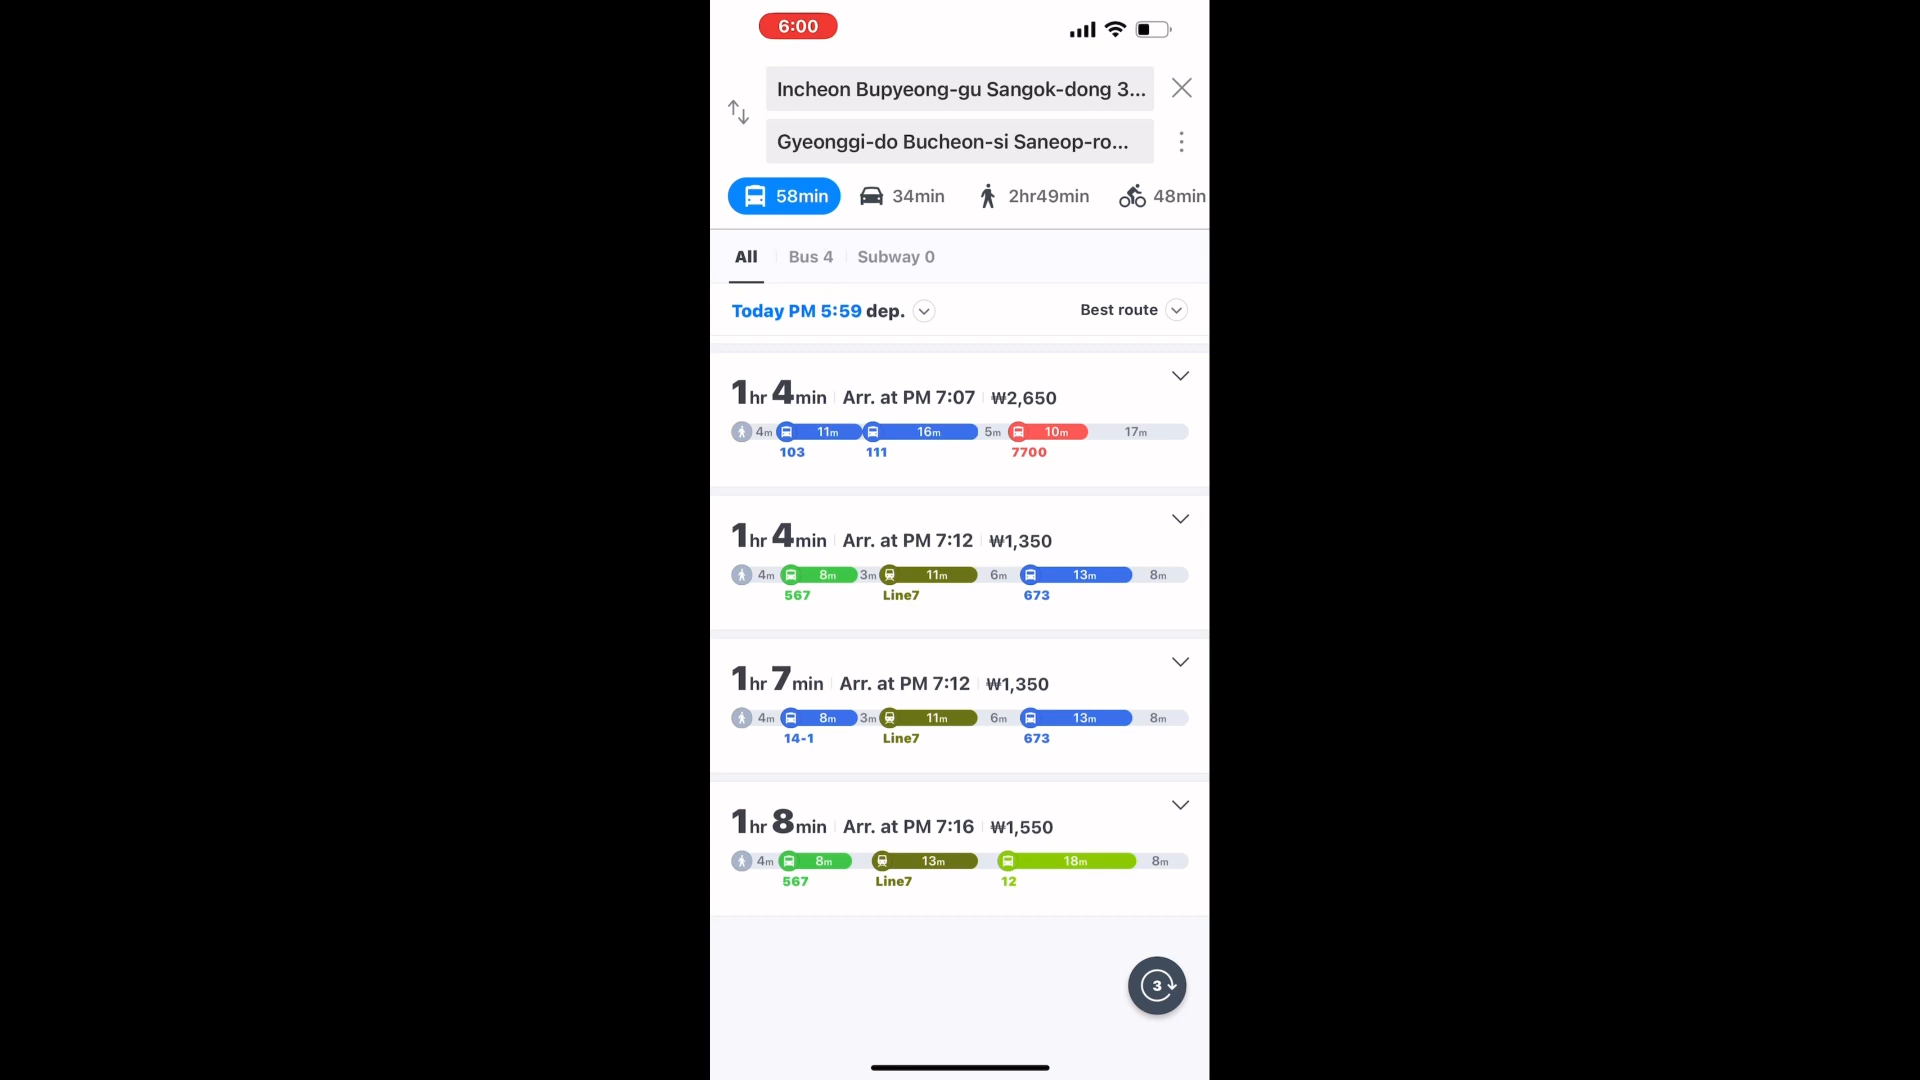 6:00
Incheon Bupyeong-gu Sangok-dong 3...
Gyeonggi-do Bucheon-si Saneop-ro...
58min 34min 2hr49min 48min
All Bus 4 Subway 0
Today PM 5:59 dep. Best route
1hr 4min Arr. at PM 7:07 ₩2,650
4m 11m 16m 5m 10m 17m
103 111 7700
1hr 4min Arr. at PM 7:12 ₩1,350
4m 8m 3m 11m 6m 13m 8m
567 Line7 673
1hr 7min Arr. at PM 7:12 ₩1,350
4m 8m 3m 11m 6m 13m 8m
14-1 Line7 673
1hr 8min Arr. at PM 7:16 ₩1,550
4m 8m 13m 18m 8m
567 Line7 12
3